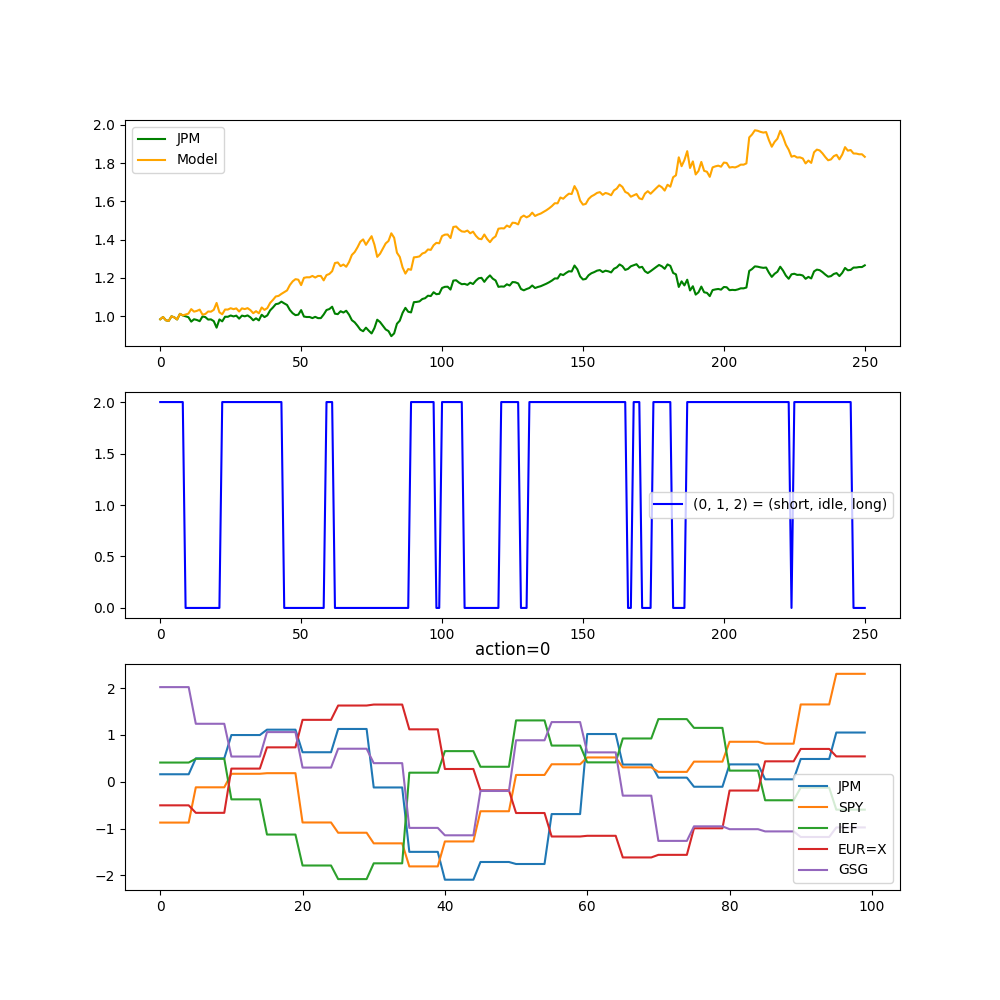 2.0
1.8
1.6
1.4
1.2
1.0
JPM
Model
0 50 100 150 200 250
2.0
1.5
1.0
0.5
0.0
(0, 1, 2) = (short, idle, long)
0 50 100 150 200 250
action=0
2
1
0
−1
−2
JPM
SPY
IEF
EUR=X
GSG
0 20 40 60 80 100